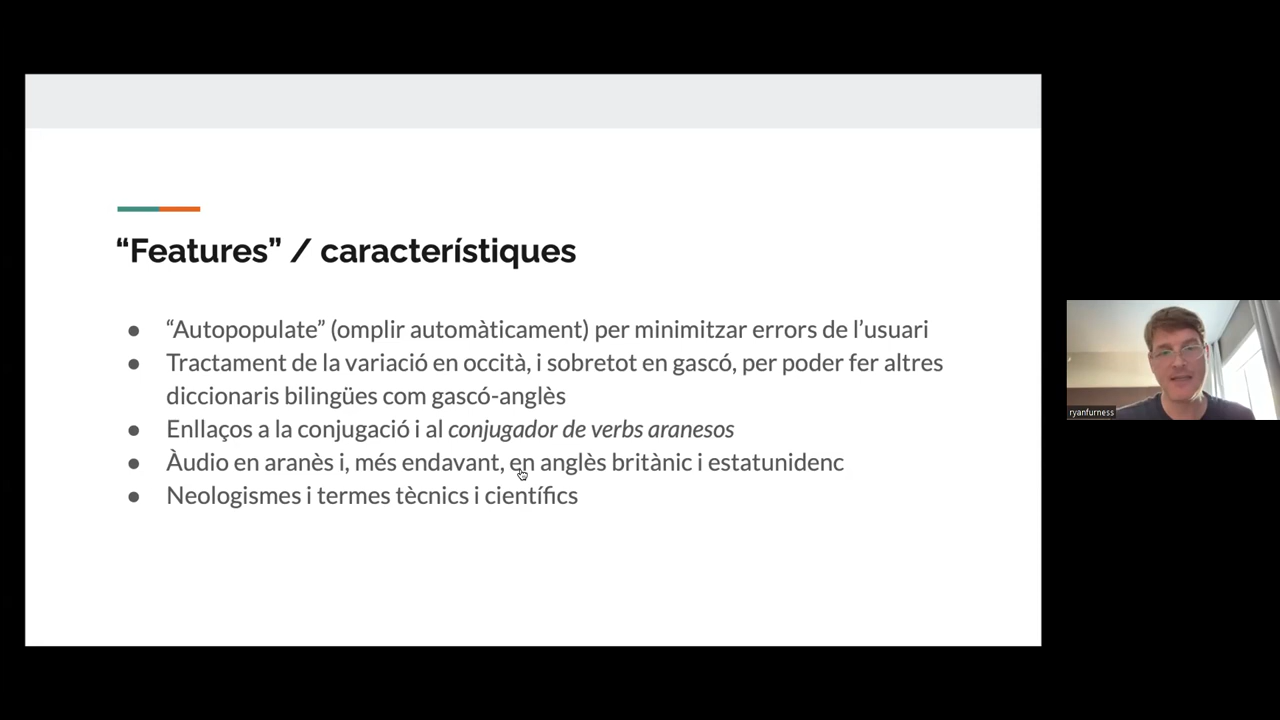 “Features” / característiques
● “Autopopulate” (omplir automàticament) per minimitzar errors de l’usuari
● Tractament de la variació en occità, i sobretot en gascó, per poder fer altres
diccionaris bilingües com gascó-anglès
● Enllaços a la conjugació i al conjugador de verbs aranesos
● Àudio en aranès i, més endavant, en anglès britànic i estatunidenc
● Neologismes i termes tècnics i científics
ryanfurness